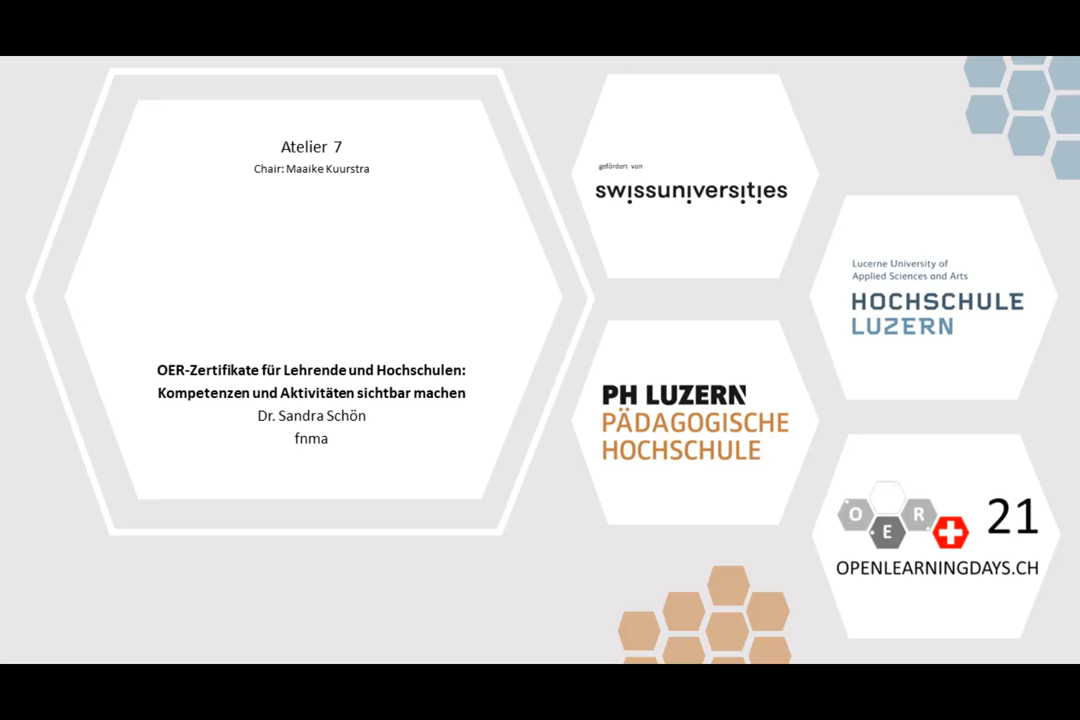 Atelier 7
Chair: Maaike Kuurstra
OER-Zertifikate für Lehrende und Hochschulen:
Kompetenzen und Aktivitäten sichtbar machen
Dr. Sandra Schön
fnma
gefördert von
swissuniversities
Lucerne University of
Applied Sciences and Arts
HOCHSCHULE
LUZERN
PH LUZERN
PÄDAGOGISCHE
HOCHSCHULE
OER 21
OPENLEARNINGDAYS.CH